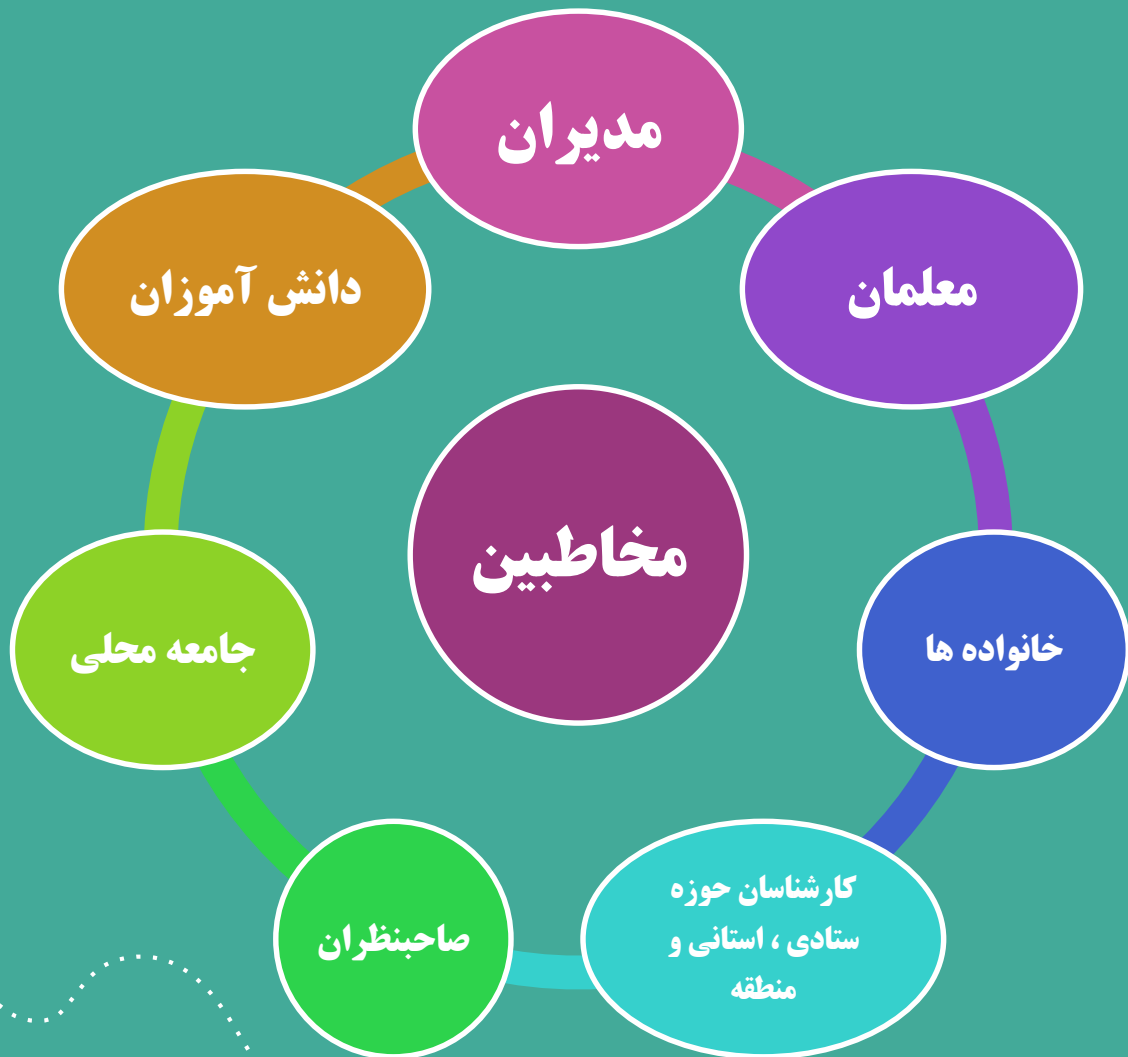 مدیران
دانش آموزان
معلمان
مخاطبین
جامعه محلی
خانواده ها
صاحبنظران
کارشناسان حوزه
ستادی ، استانی و
منطقه